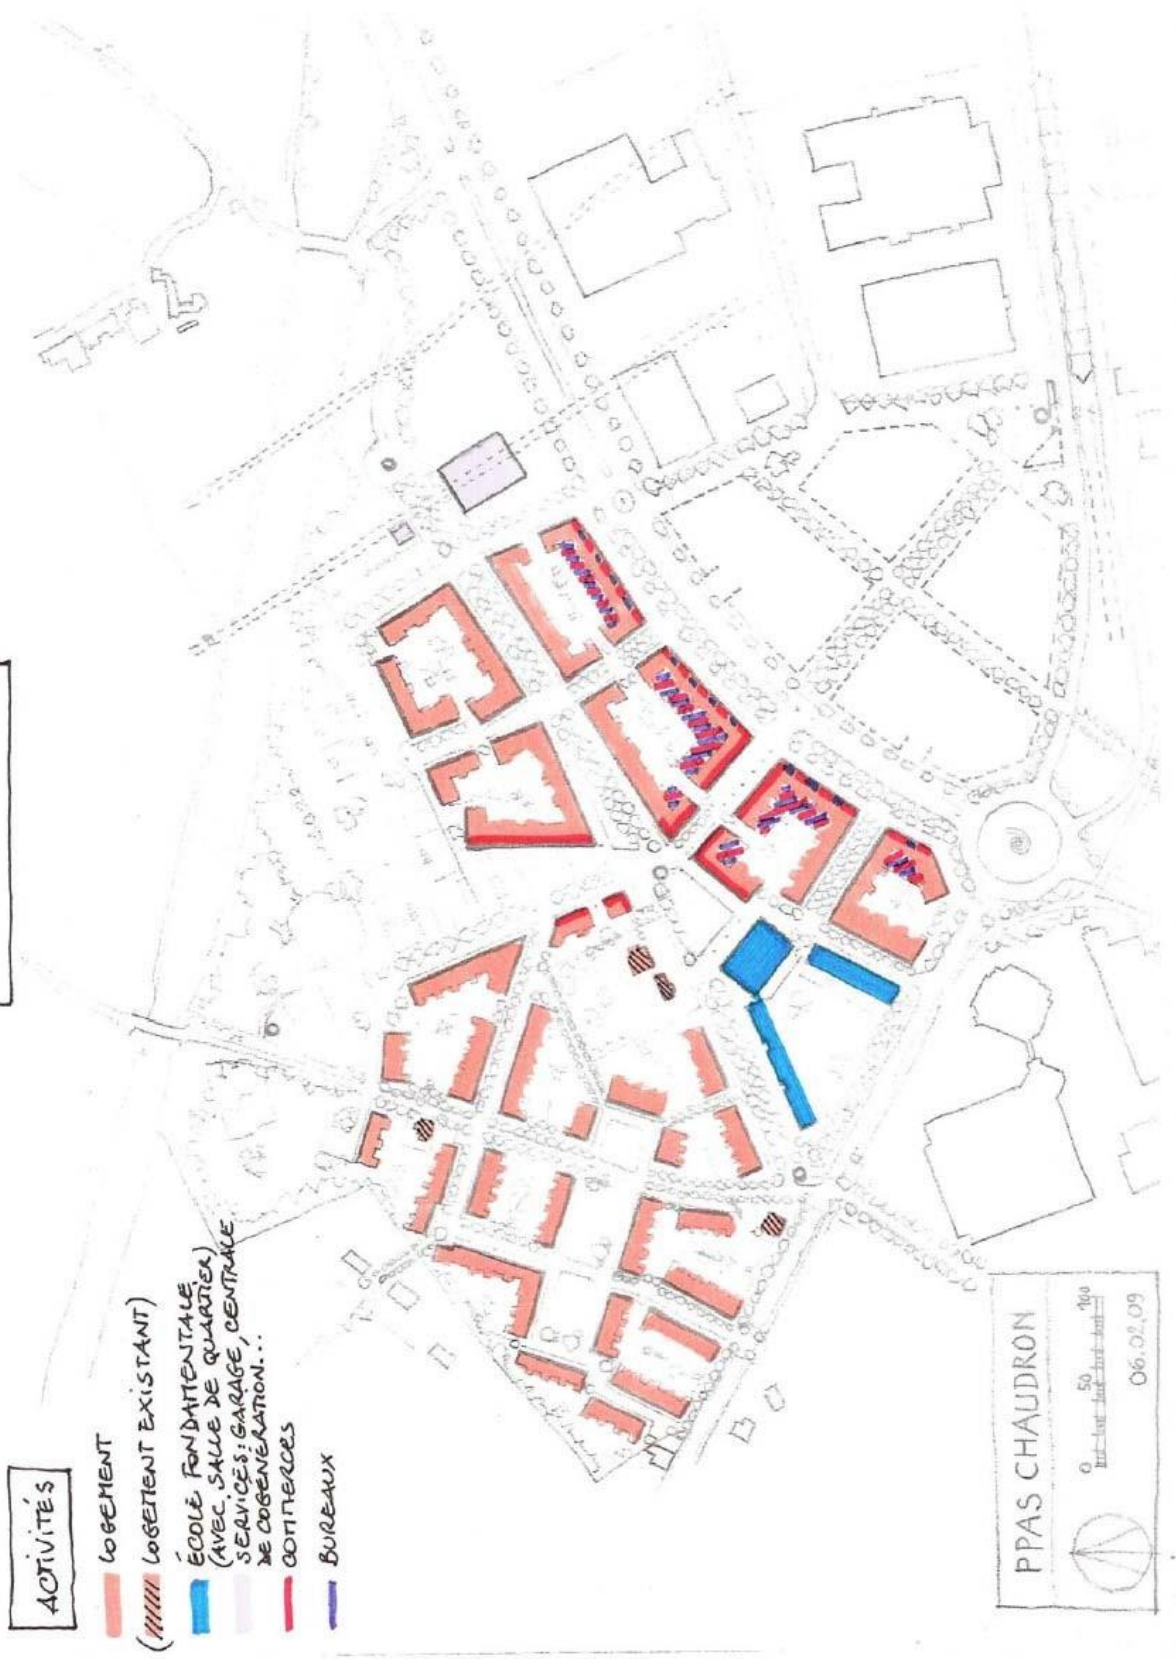 ACTIVITÉS
LOGEMENT
(LOGEMENT EXISTANT)
ÉCOLE FONDAMENTALE
(AVEC SALLE DE QUARTIER)
SERVICES: GARAGE, CENTRALE
DE COGÉNÉRATION...
COMMERCES
BUREAUX
PPAS CHAUDRON
0 50 100
06.02.09